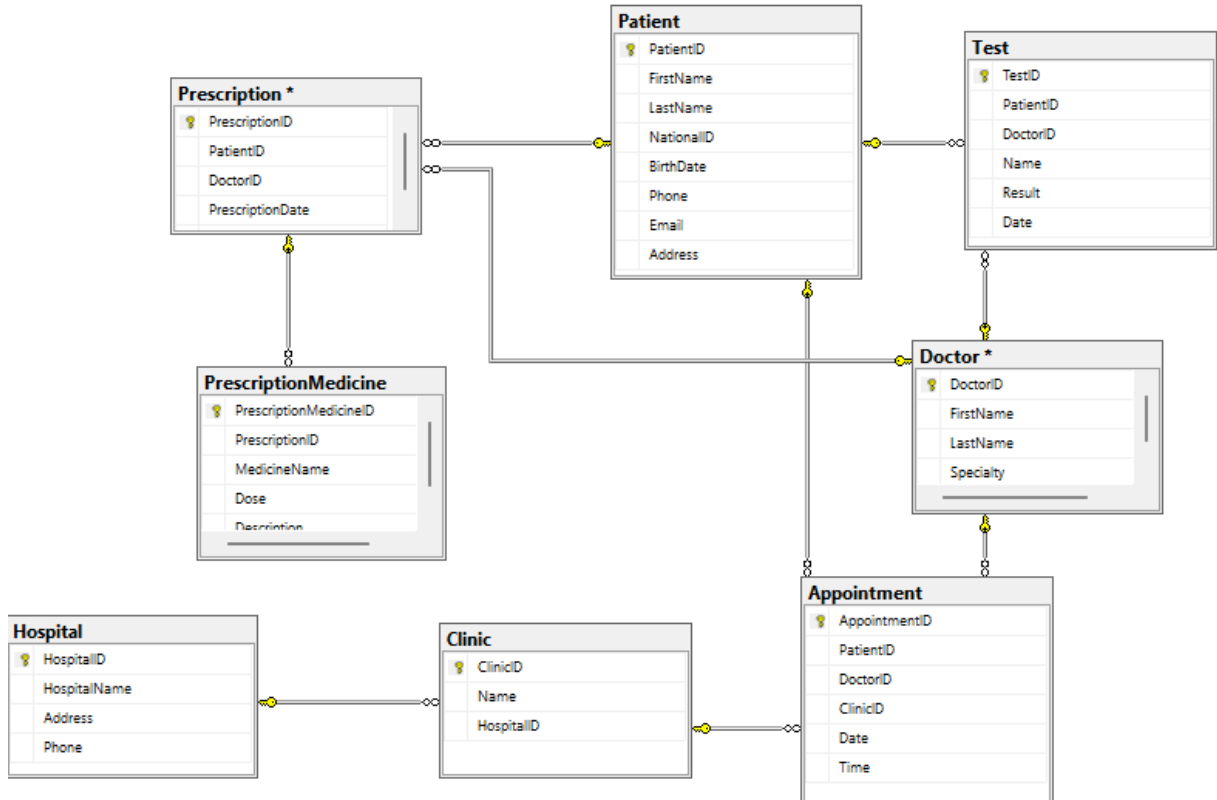 Patient
PatientID
FirstName
LastName
NationalID
BirthDate
Phone
Email
Address
Test
TestID
PatientID
DoctorID
Name
Result
Date
Prescription *
PrescriptionID
PatientID
DoctorID
PrescriptionDate
PrescriptionMedicine
PrescriptionMedicineID
PrescriptionID
MedicineName
Dose
Description
Doctor *
DoctorID
FirstName
LastName
Specialty
Hospital
HospitalID
HospitalName
Address
Phone
Clinic
ClinicID
Name
HospitalID
Appointment
AppointmentID
PatientID
DoctorID
ClinicID
Date
Time